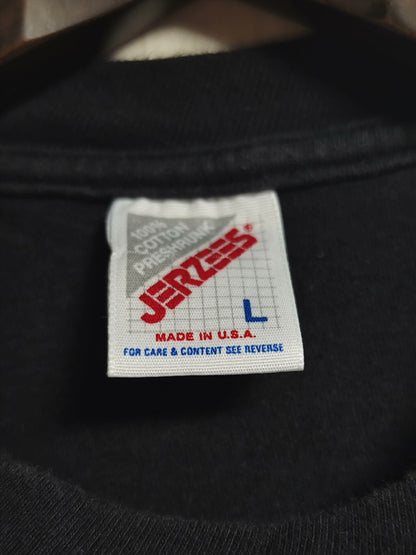 100%
COTTON
PRESHRUNK
JERZEES®
L
MADE IN U.S.A.
FOR CARE & CONTENT SEE REVERSE